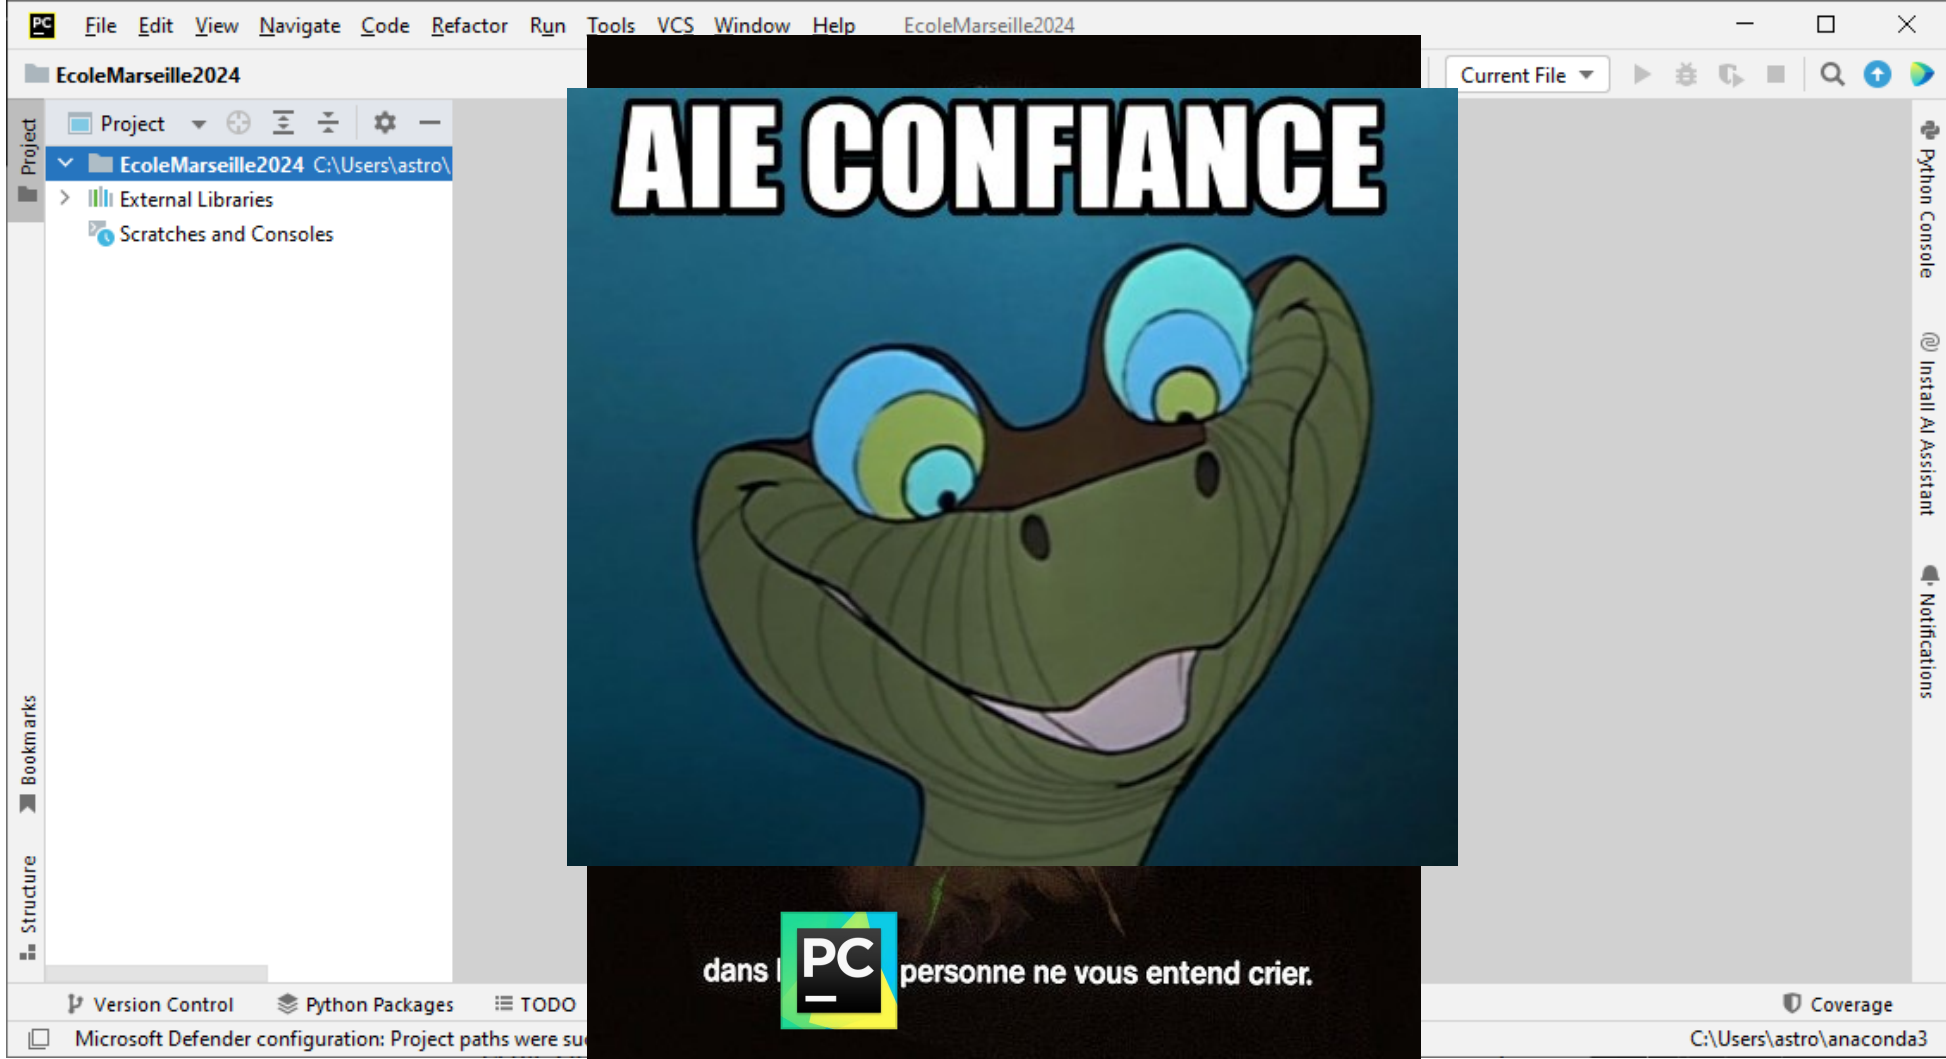 PC File Edit View Navigate Code Refactor Run Tools VCS Window Help EcoleMarseille2024
EcoleMarseille2024 Current File
Project
Project
EcoleMarseille2024 C:\Users\astro\
External Libraries
Scratches and Consoles
Bookmarks
Structure
AIE CONFIANCE
dans l PC personne ne vous entend crier.
Python Console
Install AI Assistant
Notifications
Version Control Python Packages TODO Coverage
Microsoft Defender configuration: Project paths were su C:\Users\astro\anaconda3